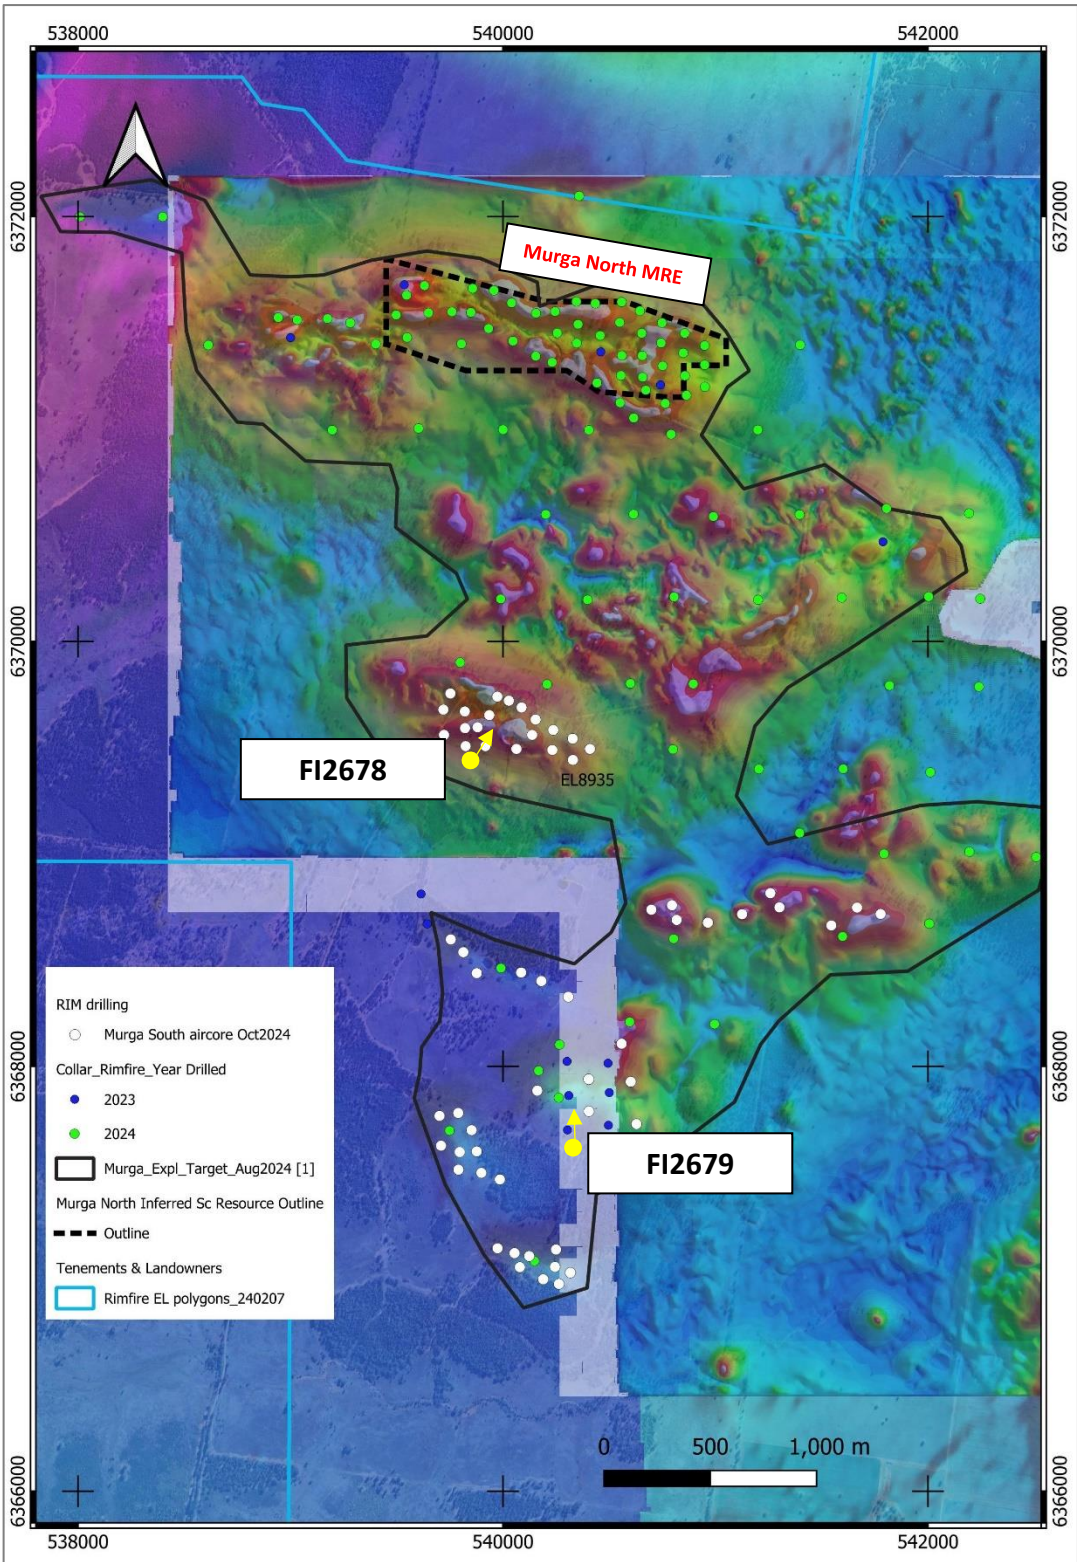 538000 540000 542000
6372000 6372000
Murga North MRE
6370000 6370000
FI2678
EL8935
RIM drilling
Murga South aircore Oct2024
Collar_Rimfire_Year Drilled
2023
2024
Murga_Expl_Target_Aug2024 [1]
Murga North Inferred Sc Resource Outline
Outline
Tenements & Landowners
Rimfire EL polygons_240207
6368000 6368000
FI2679
0 500 1,000 m
6366000 6366000
538000 540000 542000